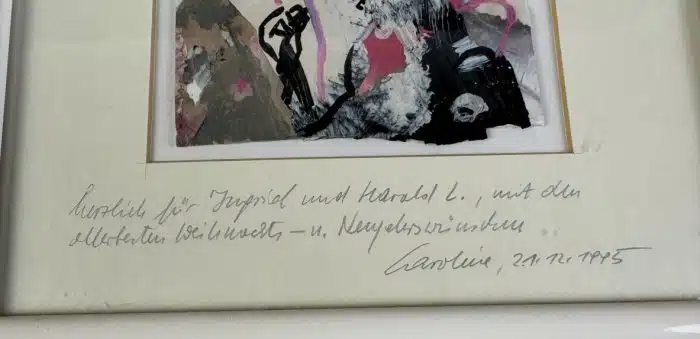 herzlich für Ingrid und Harald L., mit den
allerbesten Weihnachts- u. Neujahrswünschen ..
Caroline, 21.12.1995